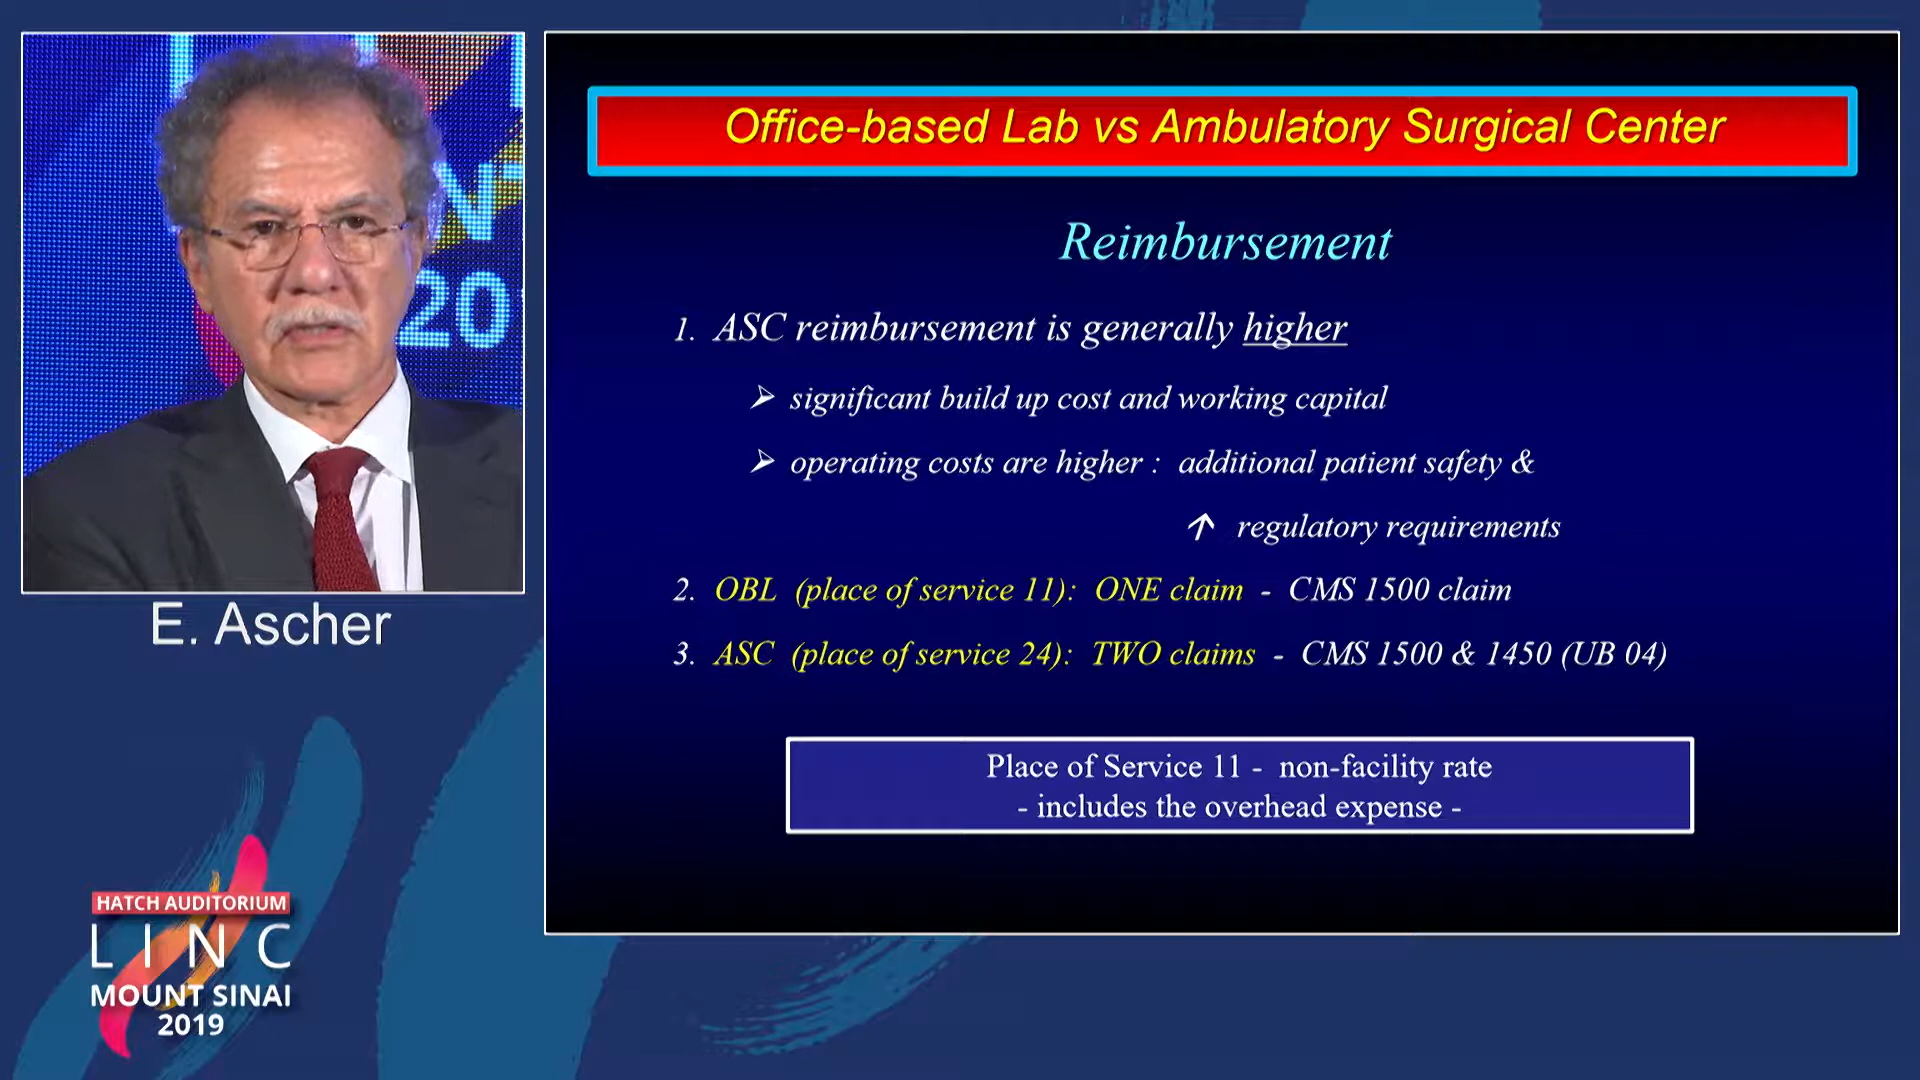 Office-based Lab vs Ambulatory Surgical Center
Reimbursement
1. ASC reimbursement is generally higher
➢ significant build up cost and working capital
➢ operating costs are higher : additional patient safety &
↑ regulatory requirements
2. OBL (place of service 11): ONE claim - CMS 1500 claim
3. ASC (place of service 24): TWO claims - CMS 1500 & 1450 (UB 04)
Place of Service 11 - non-facility rate
- includes the overhead expense -
20
E. Ascher
HATCH AUDITORIUM
LINC
MOUNT SINAI
2019